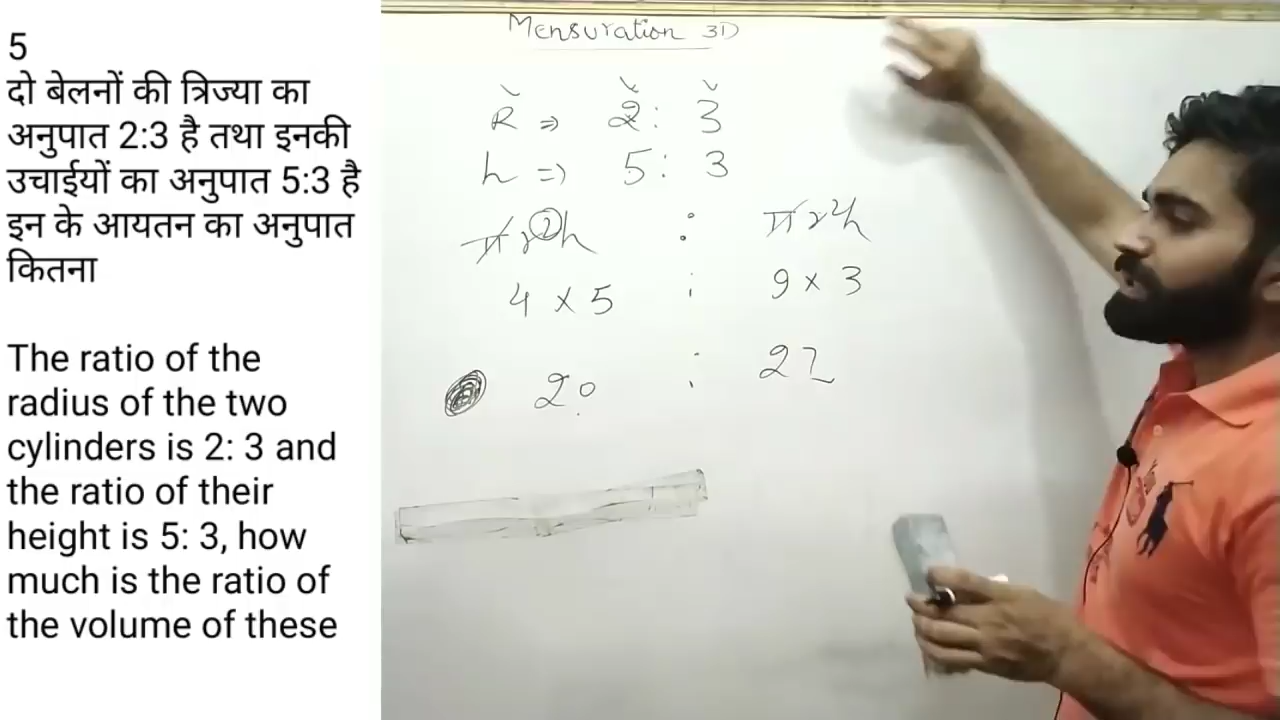 5
दो बेलनों की त्रिज्या का
अनुपात 2:3 है तथा इनकी
उचाईयों का अनुपात 5:3 है
इन के आयतन का अनुपात
कितना
The ratio of the
radius of the two
cylinders is 2: 3 and
the ratio of their
height is 5: 3, how
much is the ratio of
the volume of these
Mensuration 3D
R ⇒ 2 : 3
h ⇒ 5 : 3
πr²h : πr²h
4 × 5 : 9 × 3
20 : 27